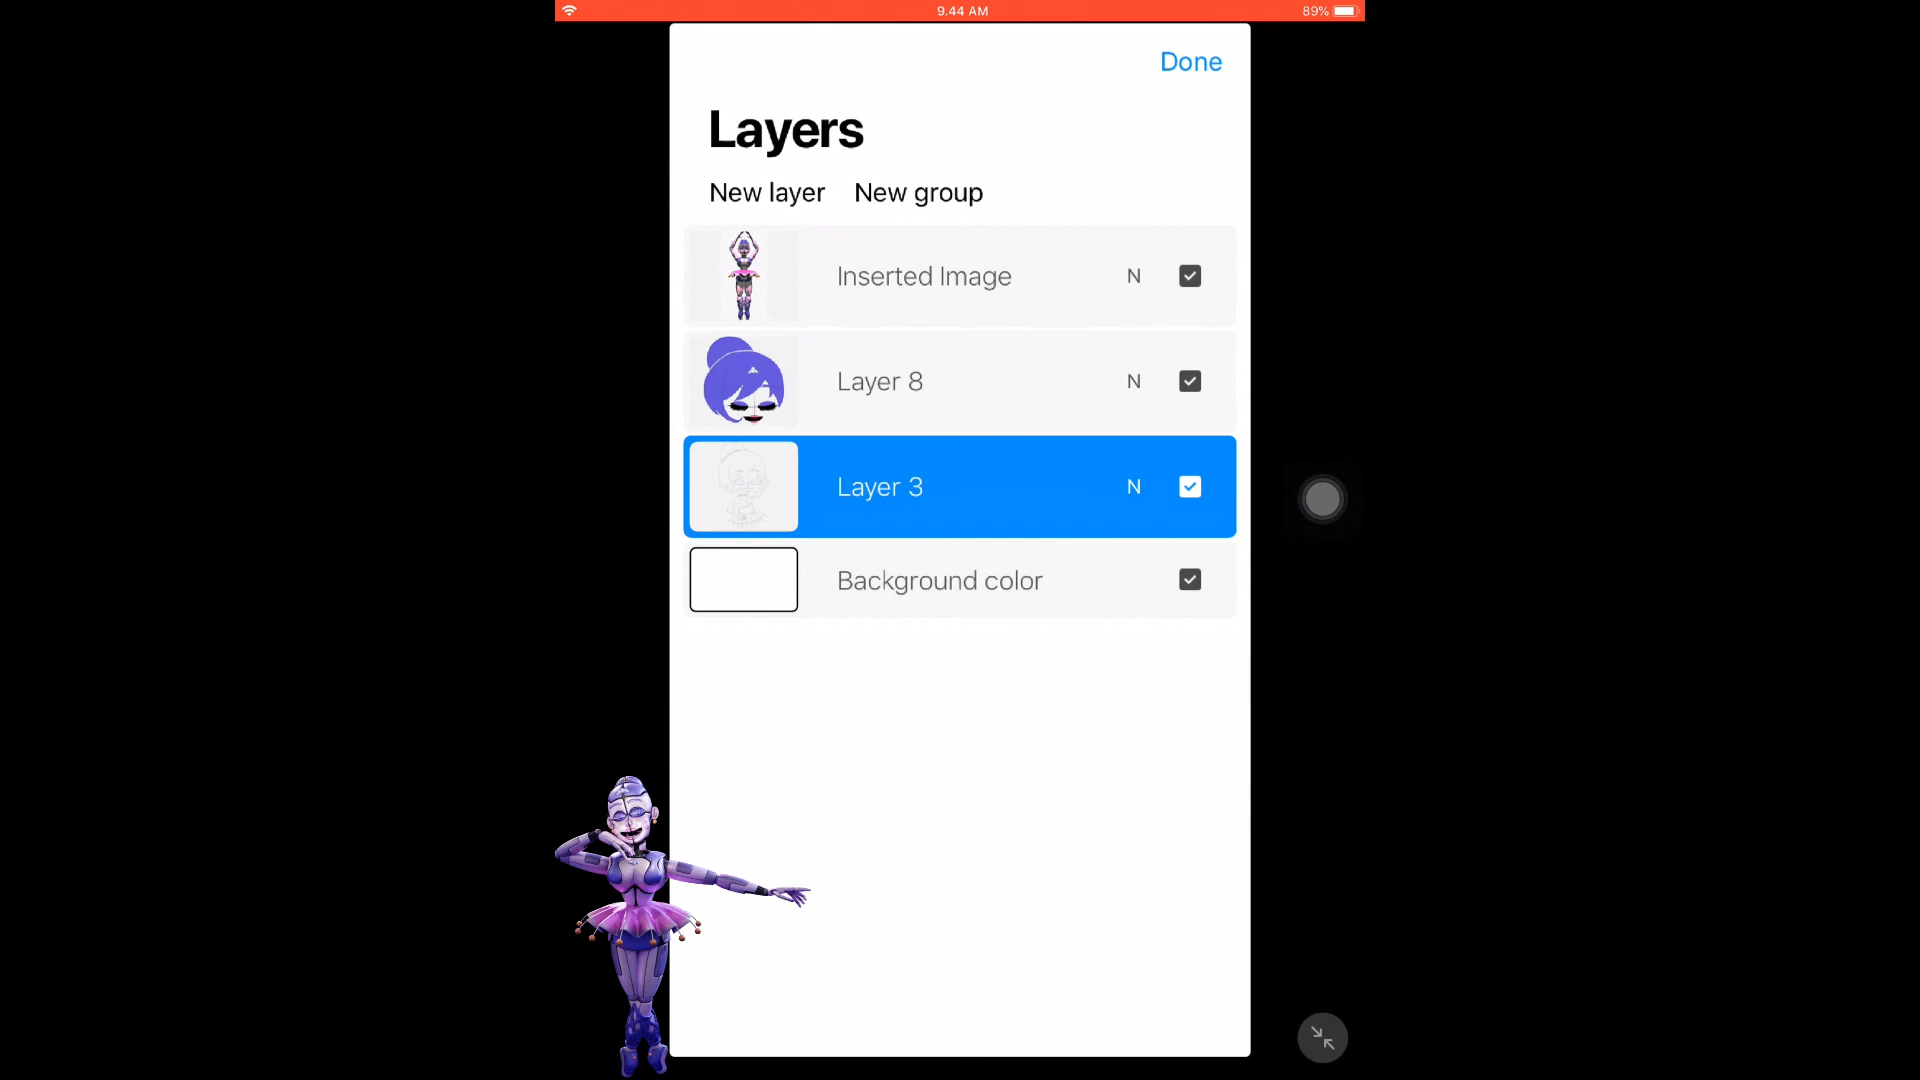 9.44 AM
89%
Done
Layers
New layer New group
Inserted Image N
Layer 8 N
Layer 3 N
Background color